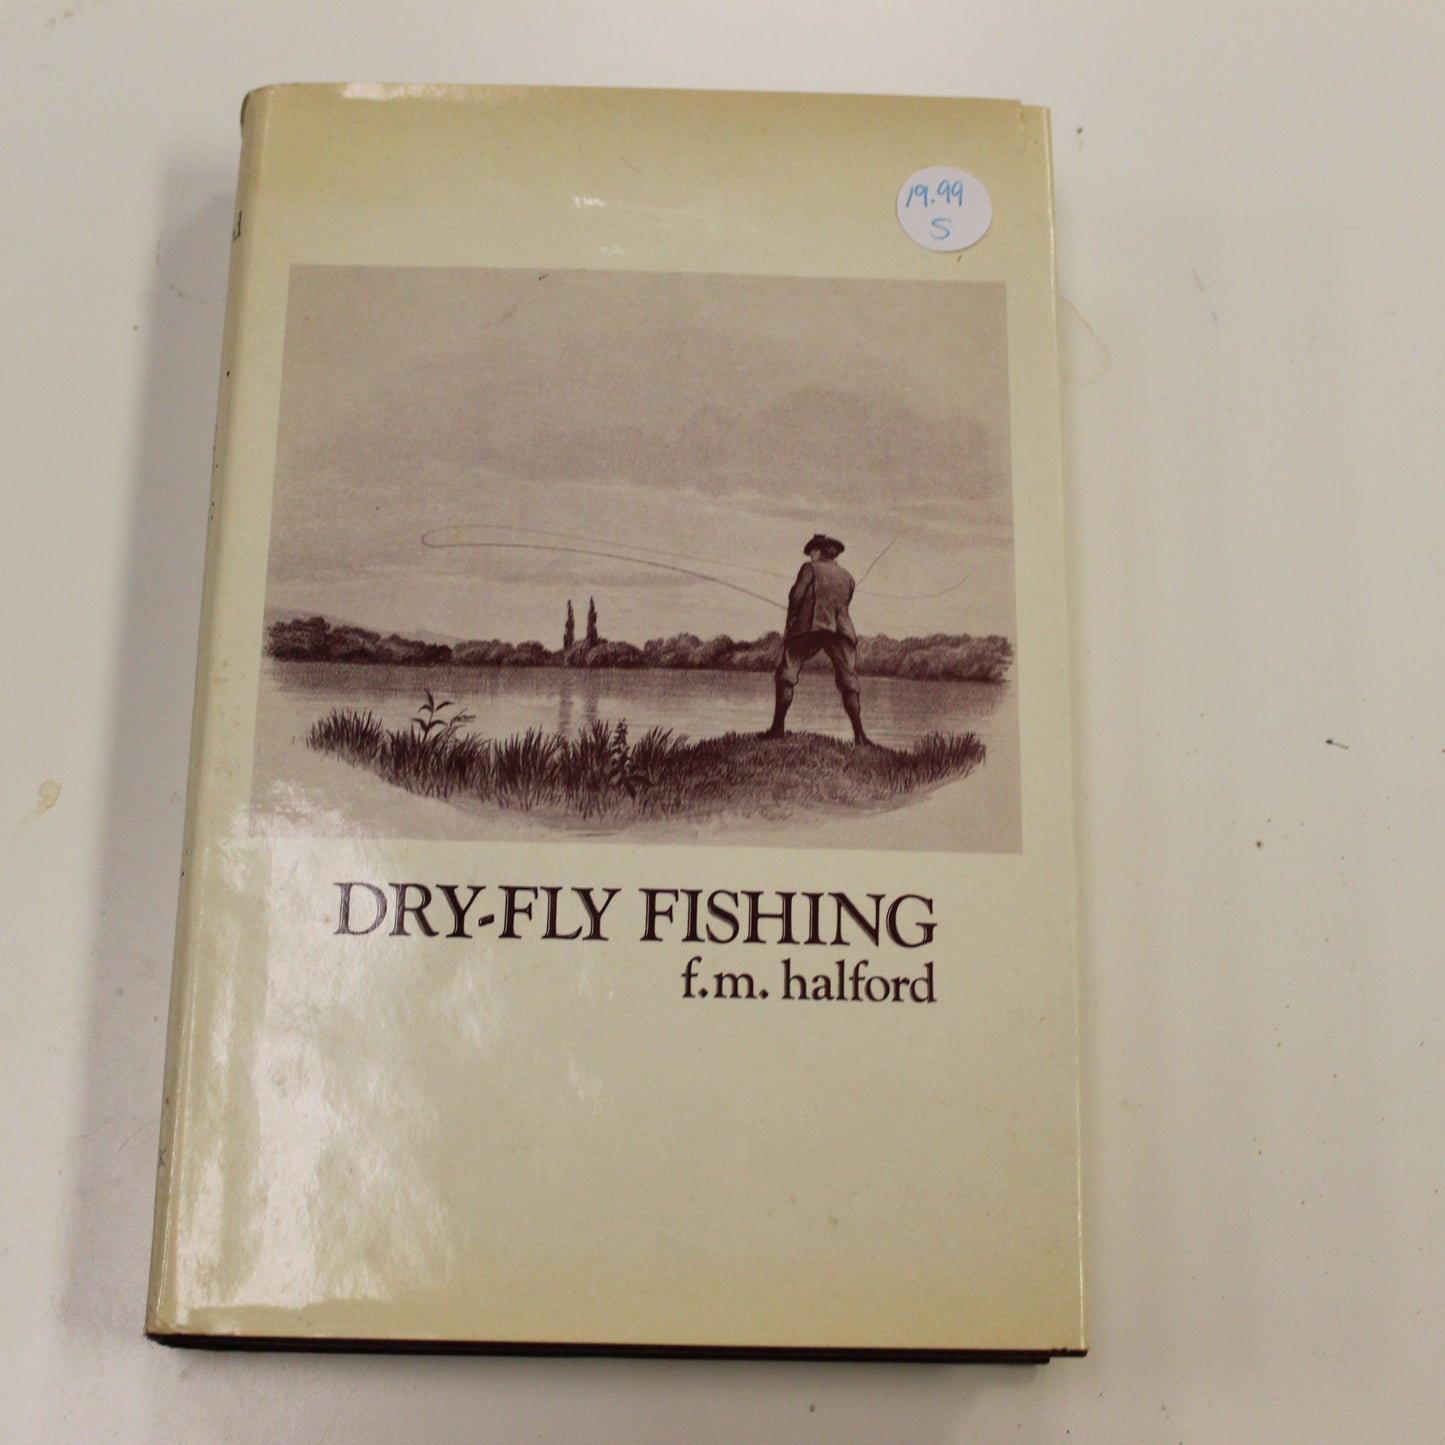 19.99
S
DRY-FLY FISHING
f.m. halford